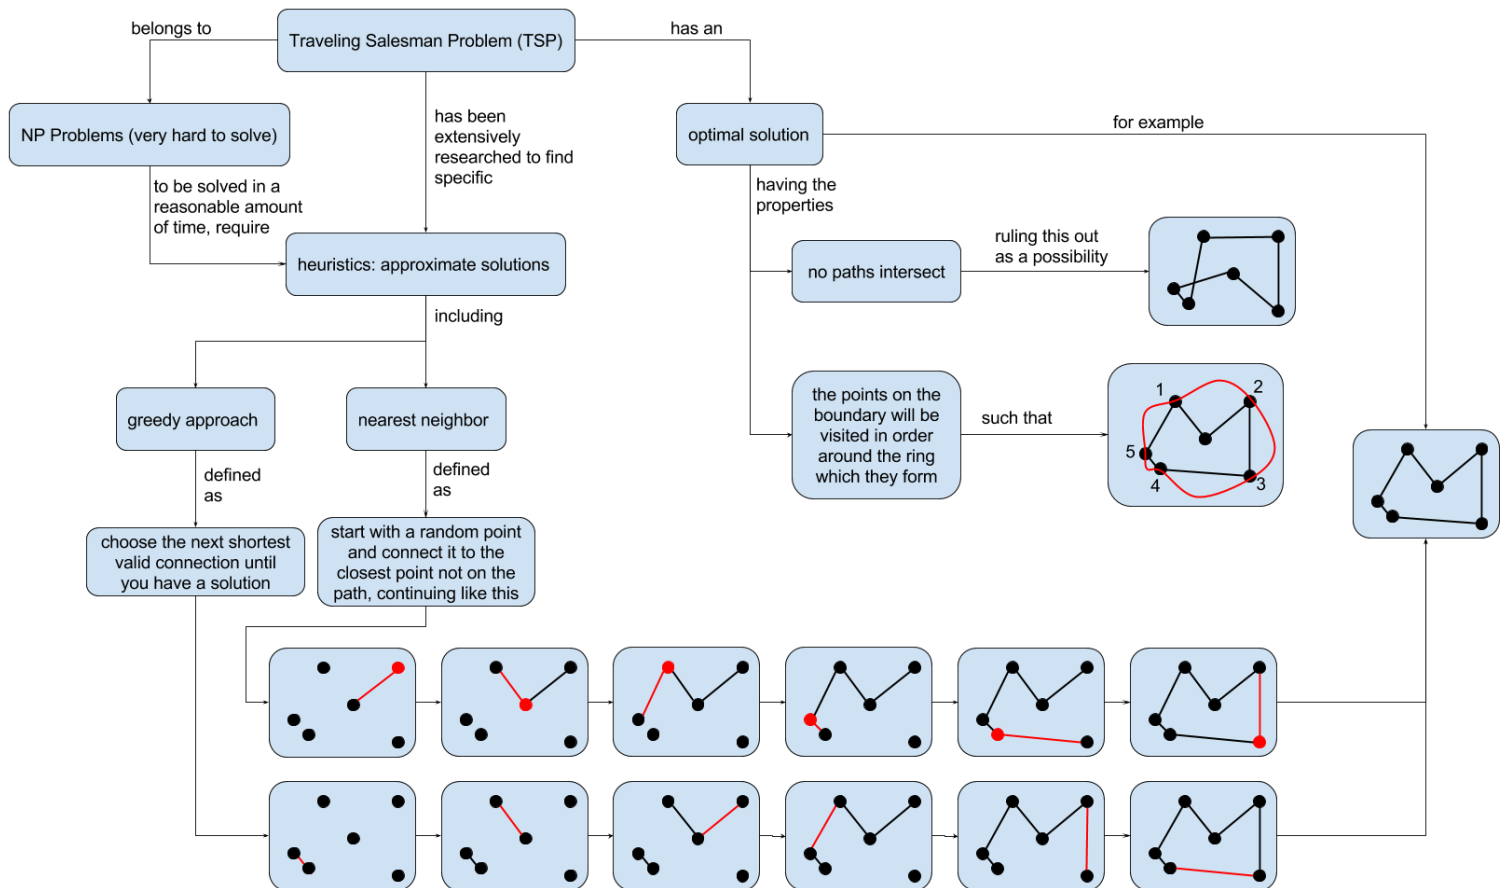 belongs to
Traveling Salesman Problem (TSP)
has an
NP Problems (very hard to solve)
has been
extensively
researched to find
specific
optimal solution
for example
to be solved in a
reasonable amount
of time, require
having the
properties
heuristics: approximate solutions
no paths intersect
ruling this out
as a possibility
including
greedy approach
nearest neighbor
the points on the
boundary will be
visited in order
around the ring
which they form
such that
1
2
5
4
3
defined
as
defined
as
choose the next shortest
valid connection until
you have a solution
start with a random point
and connect it to the
closest point not on the
path, continuing like this